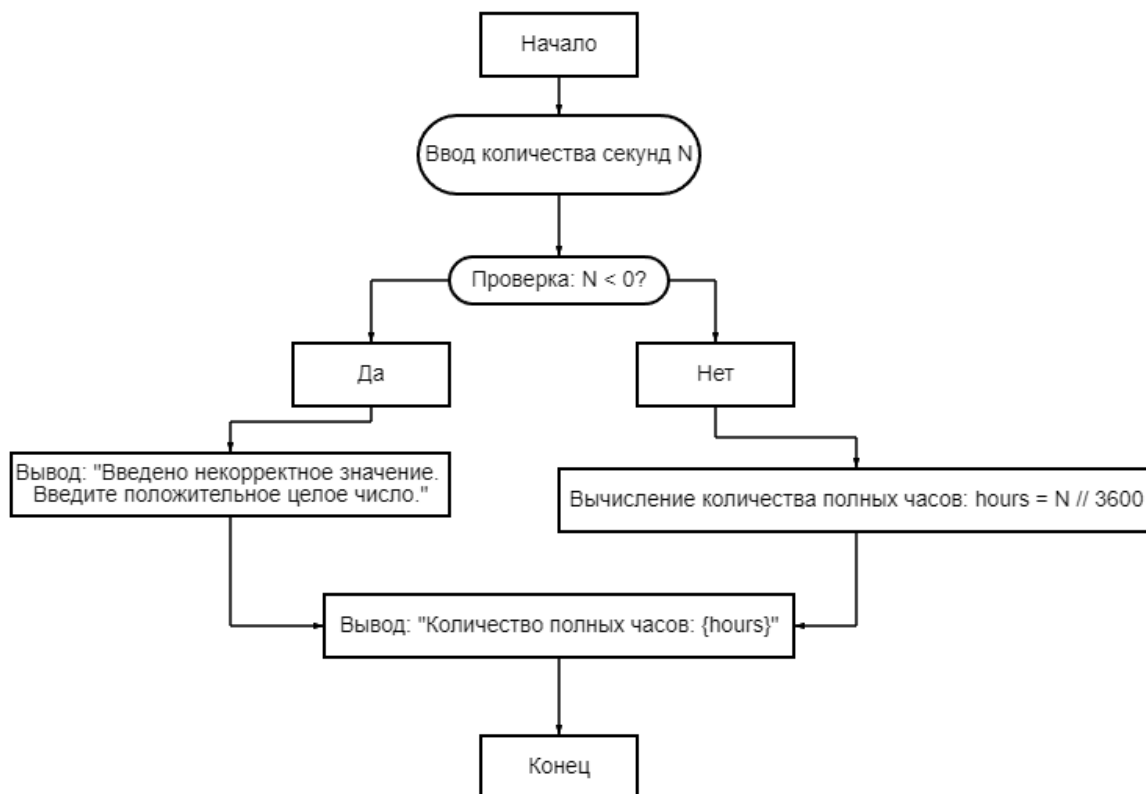 Начало
Ввод количества секунд N
Проверка: N < 0?
Да
Нет
Вывод: "Введено некорректное значение.
Введите положительное целое число."
Вычисление количества полных часов: hours = N // 3600
Вывод: "Количество полных часов: {hours}"
Конец